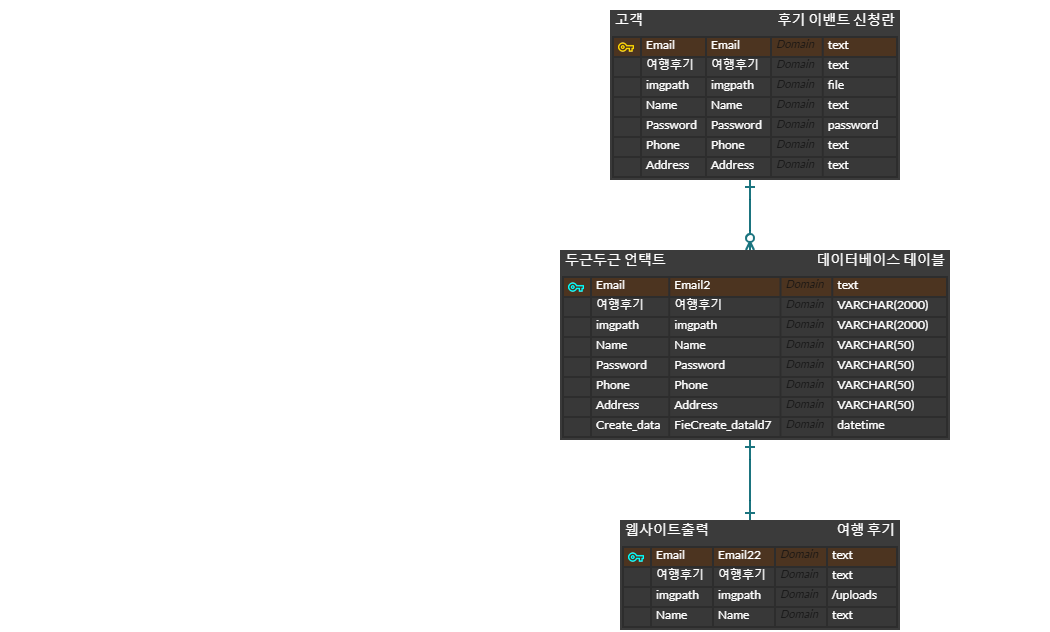 고객 후기 이밴트 신청란
Email Email Domain text
여행후기 여행후기 Domain text
imgpath imgpath Domain file
Name Name Domain text
Password Password Domain password
Phone Phone Domain text
Address Address Domain text
두근두근 언택트 데이터베이스 테이블
Email Email2 Domain text
여행후기 여행후기 Domain VARCHAR(2000)
imgpath imgpath Domain VARCHAR(2000)
Name Name Domain VARCHAR(50)
Password Password Domain VARCHAR(50)
Phone Phone Domain VARCHAR(50)
Address Address Domain VARCHAR(50)
Create_data FieCreate_datald7 Domain datetime
웹사이트출력 여행 후기
Email Email22 Domain text
여행후기 여행후기 Domain text
imgpath imgpath Domain /uploads
Name Name Domain text